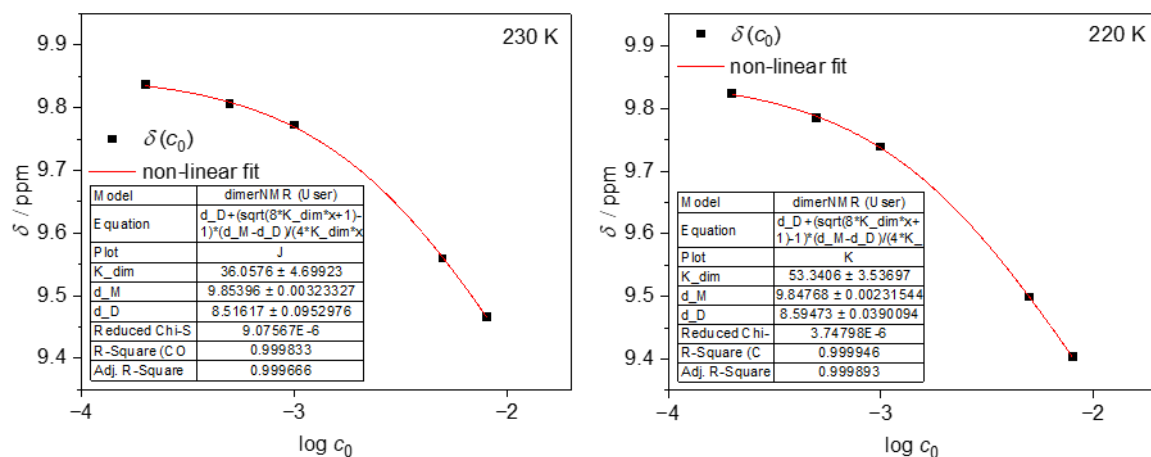 230 K
9.9
9.8
9.7
9.6
9.5
9.4
δ / ppm
δ(c0)
non-linear fit
Model dimerNMR (User)
Equation d_D+(sqrt(8*K_dim*x+1)-
1)*(d_M-d_D)/(4*K_dim*x
Plot J
K_dim 36.0576 ± 4.69923
d_M 9.85396 ± 0.00323327
d_D 8.51617 ± 0.0952976
Reduced Chi-S 9.07567E-6
R-Square (CO 0.999833
Adj. R-Square 0.999666
−4 −3 −2
log c0
220 K
δ(c0)
non-linear fit
9.9
9.8
9.7
9.6
9.5
9.4
δ / ppm
Model dimerNMR (User)
Equation d_D+(sqrt(8*K_dim*x+
1)-1)*(d_M-d_D)/(4*K_
Plot K
K_dim 53.3406 ± 3.53697
d_M 9.84768 ± 0.00231544
d_D 8.59473 ± 0.0390094
Reduced Chi- 3.74798E-6
R-Square (C 0.999946
Adj. R-Square 0.999893
−4 −3 −2
log c0